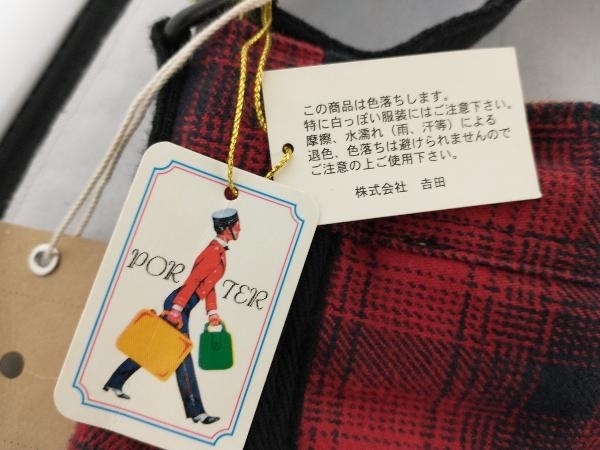 この商品は色落ちします。
特に白っぽい服装にはご注意下さい。
摩擦、水濡れ（雨、汗等）による
退色、色落ちは避けられませんので
ご注意の上ご使用下さい。
株式会社　𠮷田
POR
TER